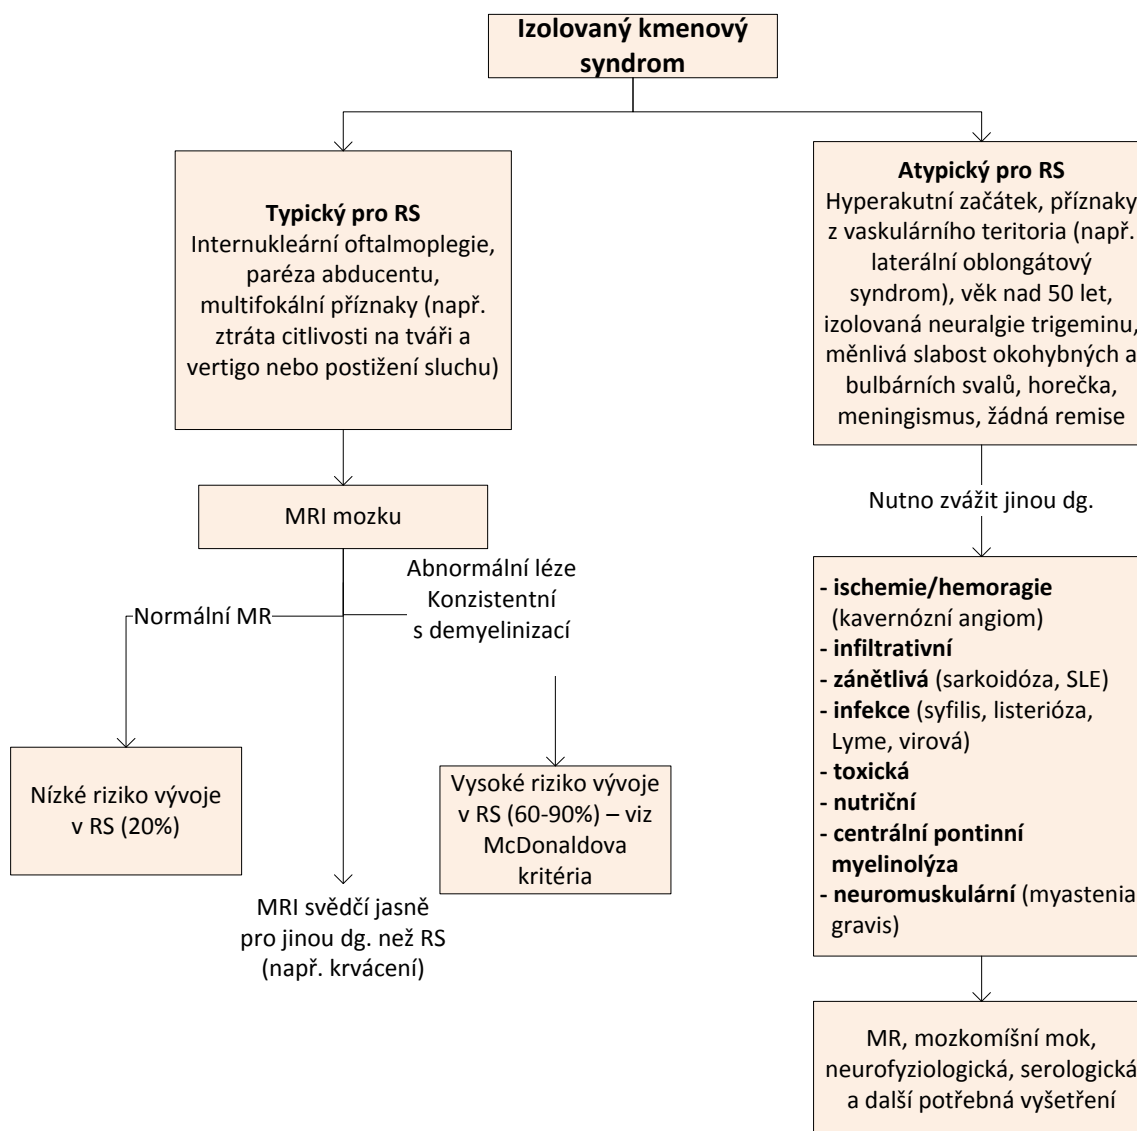 Izolovaný kmenový
syndrom
Typický pro RS
Internukleární oftalmoplegie,
paréza abducentu,
multifokální příznaky (např.
ztráta citlivosti na tváři a
vertigo nebo postižení sluchu)
MRI mozku
Normální MR
Abnormální léze
Konzistentní
s demyelinizací
Nízké riziko vývoje
v RS (20%)
MRI svědčí jasně
pro jinou dg. než RS
(např. krvácení)
Vysoké riziko vývoje
v RS (60-90%) – viz
McDonaldova
kritéria
Atypický pro RS
Hyperakutní začátek, příznaky
z vaskulárního teritoria (např.
laterální oblongátový
syndrom), věk nad 50 let,
izolovaná neuralgie trigeminu,
měnlivá slabost okohybných a
bulbárních svalů, horečka,
meningismus, žádná remise
Nutno zvážit jinou dg.
- ischemie/hemoragie
(kavernózní angiom)
- infiltrativní
- zánětlivá (sarkoidóza, SLE)
- infekce (syfilis, listerióza,
Lyme, virová)
- toxická
- nutriční
- centrální pontinní
myelinolýza
- neuromuskulární (myastenia
gravis)
MR, mozkomíšní mok,
neurofyziologická, serologická
a další potřebná vyšetření